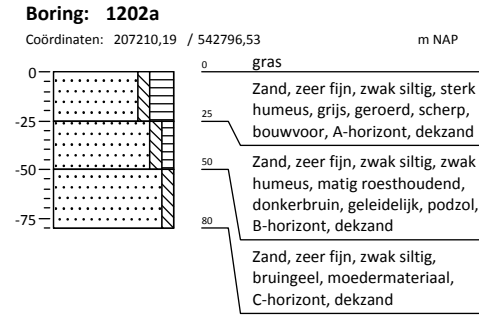 Boring: 1202a
Coördinaten: 207210,19 / 542796,53 m NAP
0
-25
-50
-75
0 gras
Zand, zeer fijn, zwak siltig, sterk
humeus, grijs, geroerd, scherp,
bouwvoor, A-horizont, dekzand
25
Zand, zeer fijn, zwak siltig, zwak
humeus, matig roesthoudend,
donkerbruin, geleidelijk, podzol,
B-horizont, dekzand
50
Zand, zeer fijn, zwak siltig,
bruingeel, moedermateriaal,
C-horizont, dekzand
80